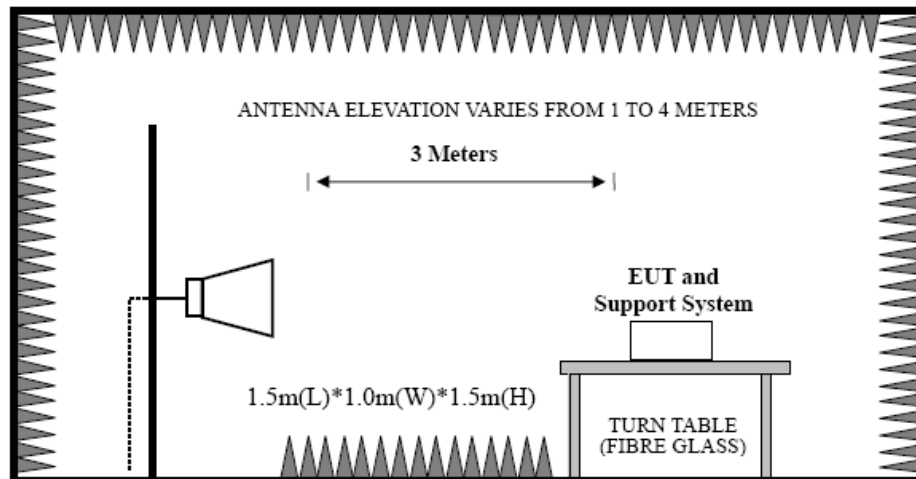 ANTENNA ELEVATION VARIES FROM 1 TO 4 METERS
3 Meters
EUT and
Support System
1.5m(L)*1.0m(W)*1.5m(H)
TURN TABLE
(FIBRE GLASS)